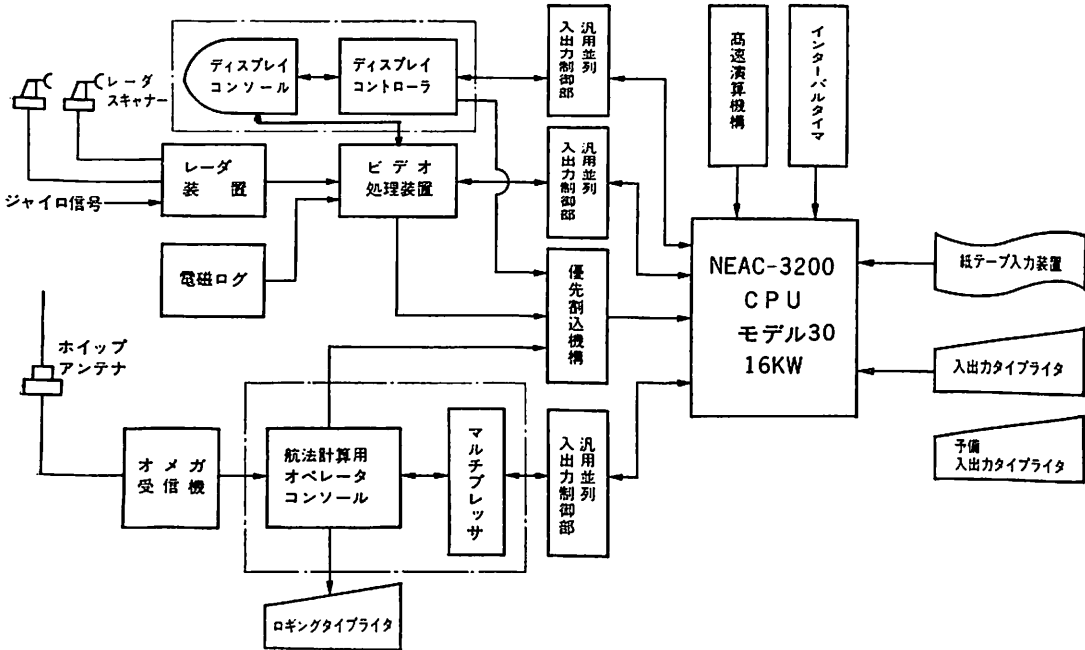 ディスプレイ
コンソール
ディスプレイ
コントローラ
汎用並列
入出力制御部
高速演算機構
インターバルタイマ
レーダ
スキャナー
レーダ
装置
ジャイロ信号
ビデオ
処理装置
汎用並列
入出力制御部
電磁ログ
優先割込機構
NEAC-3200
CPU
モデル30
16KW
紙テープ入力装置
入出力タイプライタ
予備
入出力タイプライタ
ホイップ
アンテナ
オメガ
受信機
航法計算用
オペレータ
コンソール
マルチプレッサ
汎用並列
入出力制御部
ロギングタイプライタ